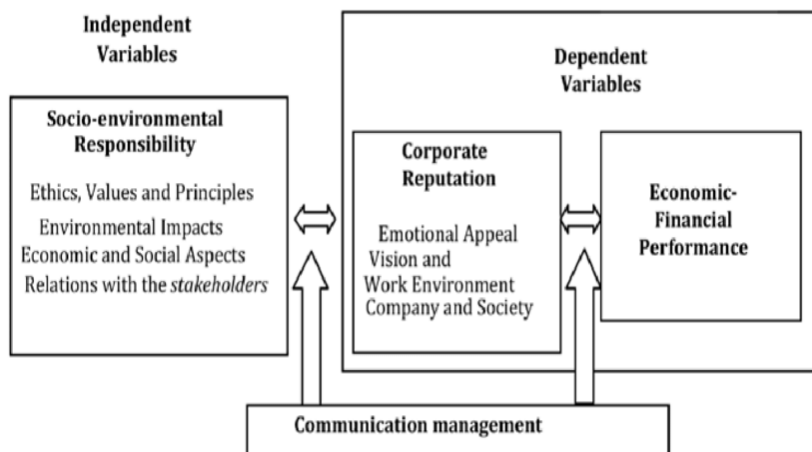 Independent
Variables
Socio-environmental
Responsibility
Ethics, Values and Principles
Environmental Impacts
Economic and Social Aspects
Relations with the stakeholders
Dependent
Variables
Corporate
Reputation
Emotional Appeal
Vision and
Work Environment
Company and Society
Economic-
Financial
Performance
Communication management